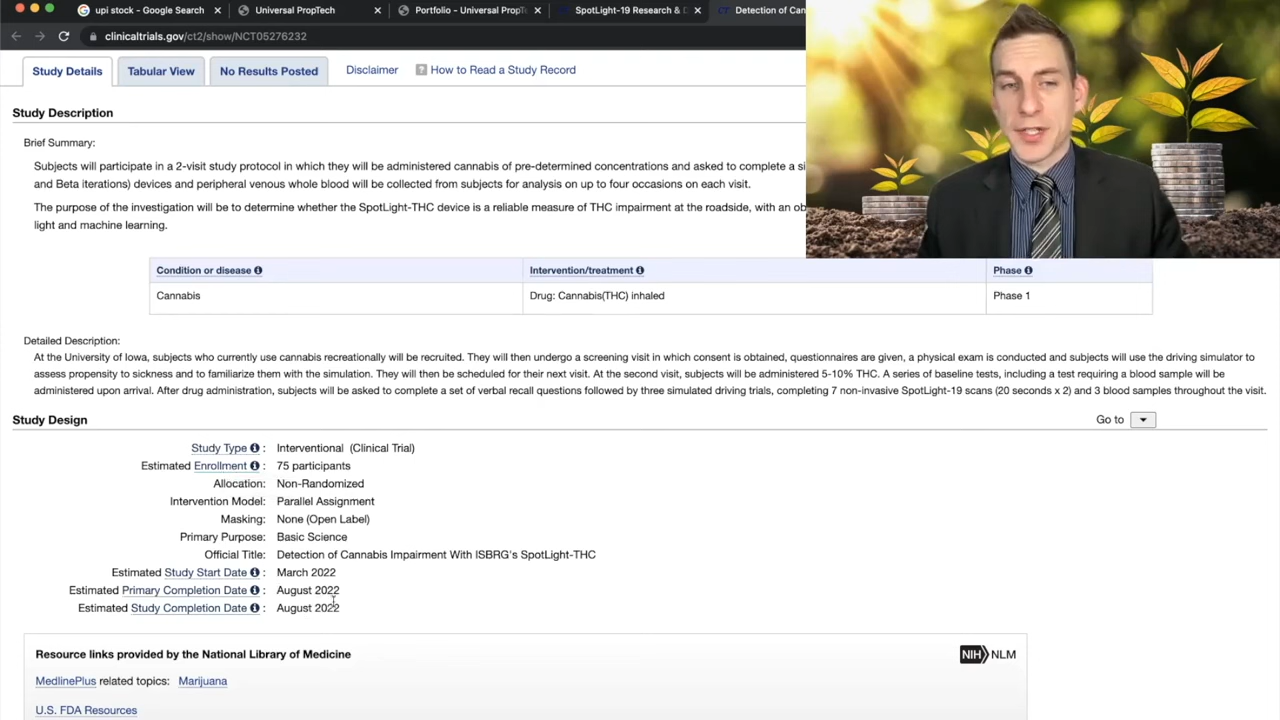 upi stock - Google Search
Universal PropTech
Portfolio - Universal PropT
SpotLight-19 Research & D
Detection of Can
clinicaltrials.gov/ct2/show/NCT05276232
Study Details
Tabular View
No Results Posted
Disclaimer
? How to Read a Study Record
Study Description
Brief Summary:
Subjects will participate in a 2-visit study protocol in which they will be administered cannabis of pre-determined concentrations and asked to complete a si
and Beta iterations) devices and peripheral venous whole blood will be collected from subjects for analysis on up to four occasions on each visit.
The purpose of the investigation will be to determine whether the SpotLight-THC device is a reliable measure of THC impairment at the roadside, with an ob
light and machine learning.
Condition or disease Intervention/treatment Phase
Cannabis Drug: Cannabis(THC) inhaled Phase 1
Detailed Description:
At the University of Iowa, subjects who currently use cannabis recreationally will be recruited. They will then undergo a screening visit in which consent is obtained, questionnaires are given, a physical exam is conducted and subjects will use the driving simulator to
assess propensity to sickness and to familiarize them with the simulation. They will then be scheduled for their next visit. At the second visit, subjects will be administered 5-10% THC. A series of baseline tests, including a test requiring a blood sample will be
administered upon arrival. After drug administration, subjects will be asked to complete a set of verbal recall questions followed by three simulated driving trials, completing 7 non-invasive SpotLight-19 scans (20 seconds x 2) and 3 blood samples throughout the visit.
Study Design
Go to
Study Type : Interventional (Clinical Trial)
Estimated Enrollment : 75 participants
Allocation: Non-Randomized
Intervention Model: Parallel Assignment
Masking: None (Open Label)
Primary Purpose: Basic Science
Official Title: Detection of Cannabis Impairment With ISBRG's SpotLight-THC
Estimated Study Start Date : March 2022
Estimated Primary Completion Date : August 2022
Estimated Study Completion Date : August 2022
Resource links provided by the National Library of Medicine
NIH NLM
MedlinePlus related topics: Marijuana
U.S. FDA Resources